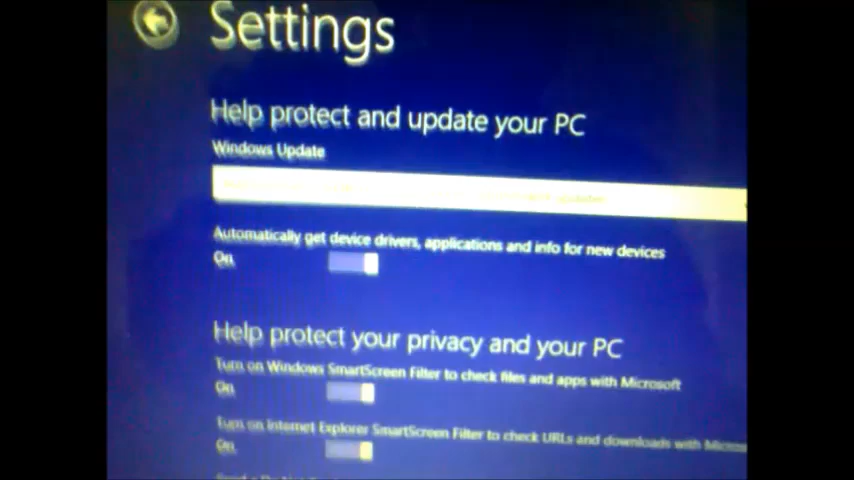 Settings
Help protect and update your PC
Windows Update
Automatically get device drivers, applications and info for new devices
On
Help protect your privacy and your PC
Turn on Windows SmartScreen Filter to check files and apps with Microsoft
On
Turn on Internet Explorer SmartScreen Filter to check URLs and downloads with
On